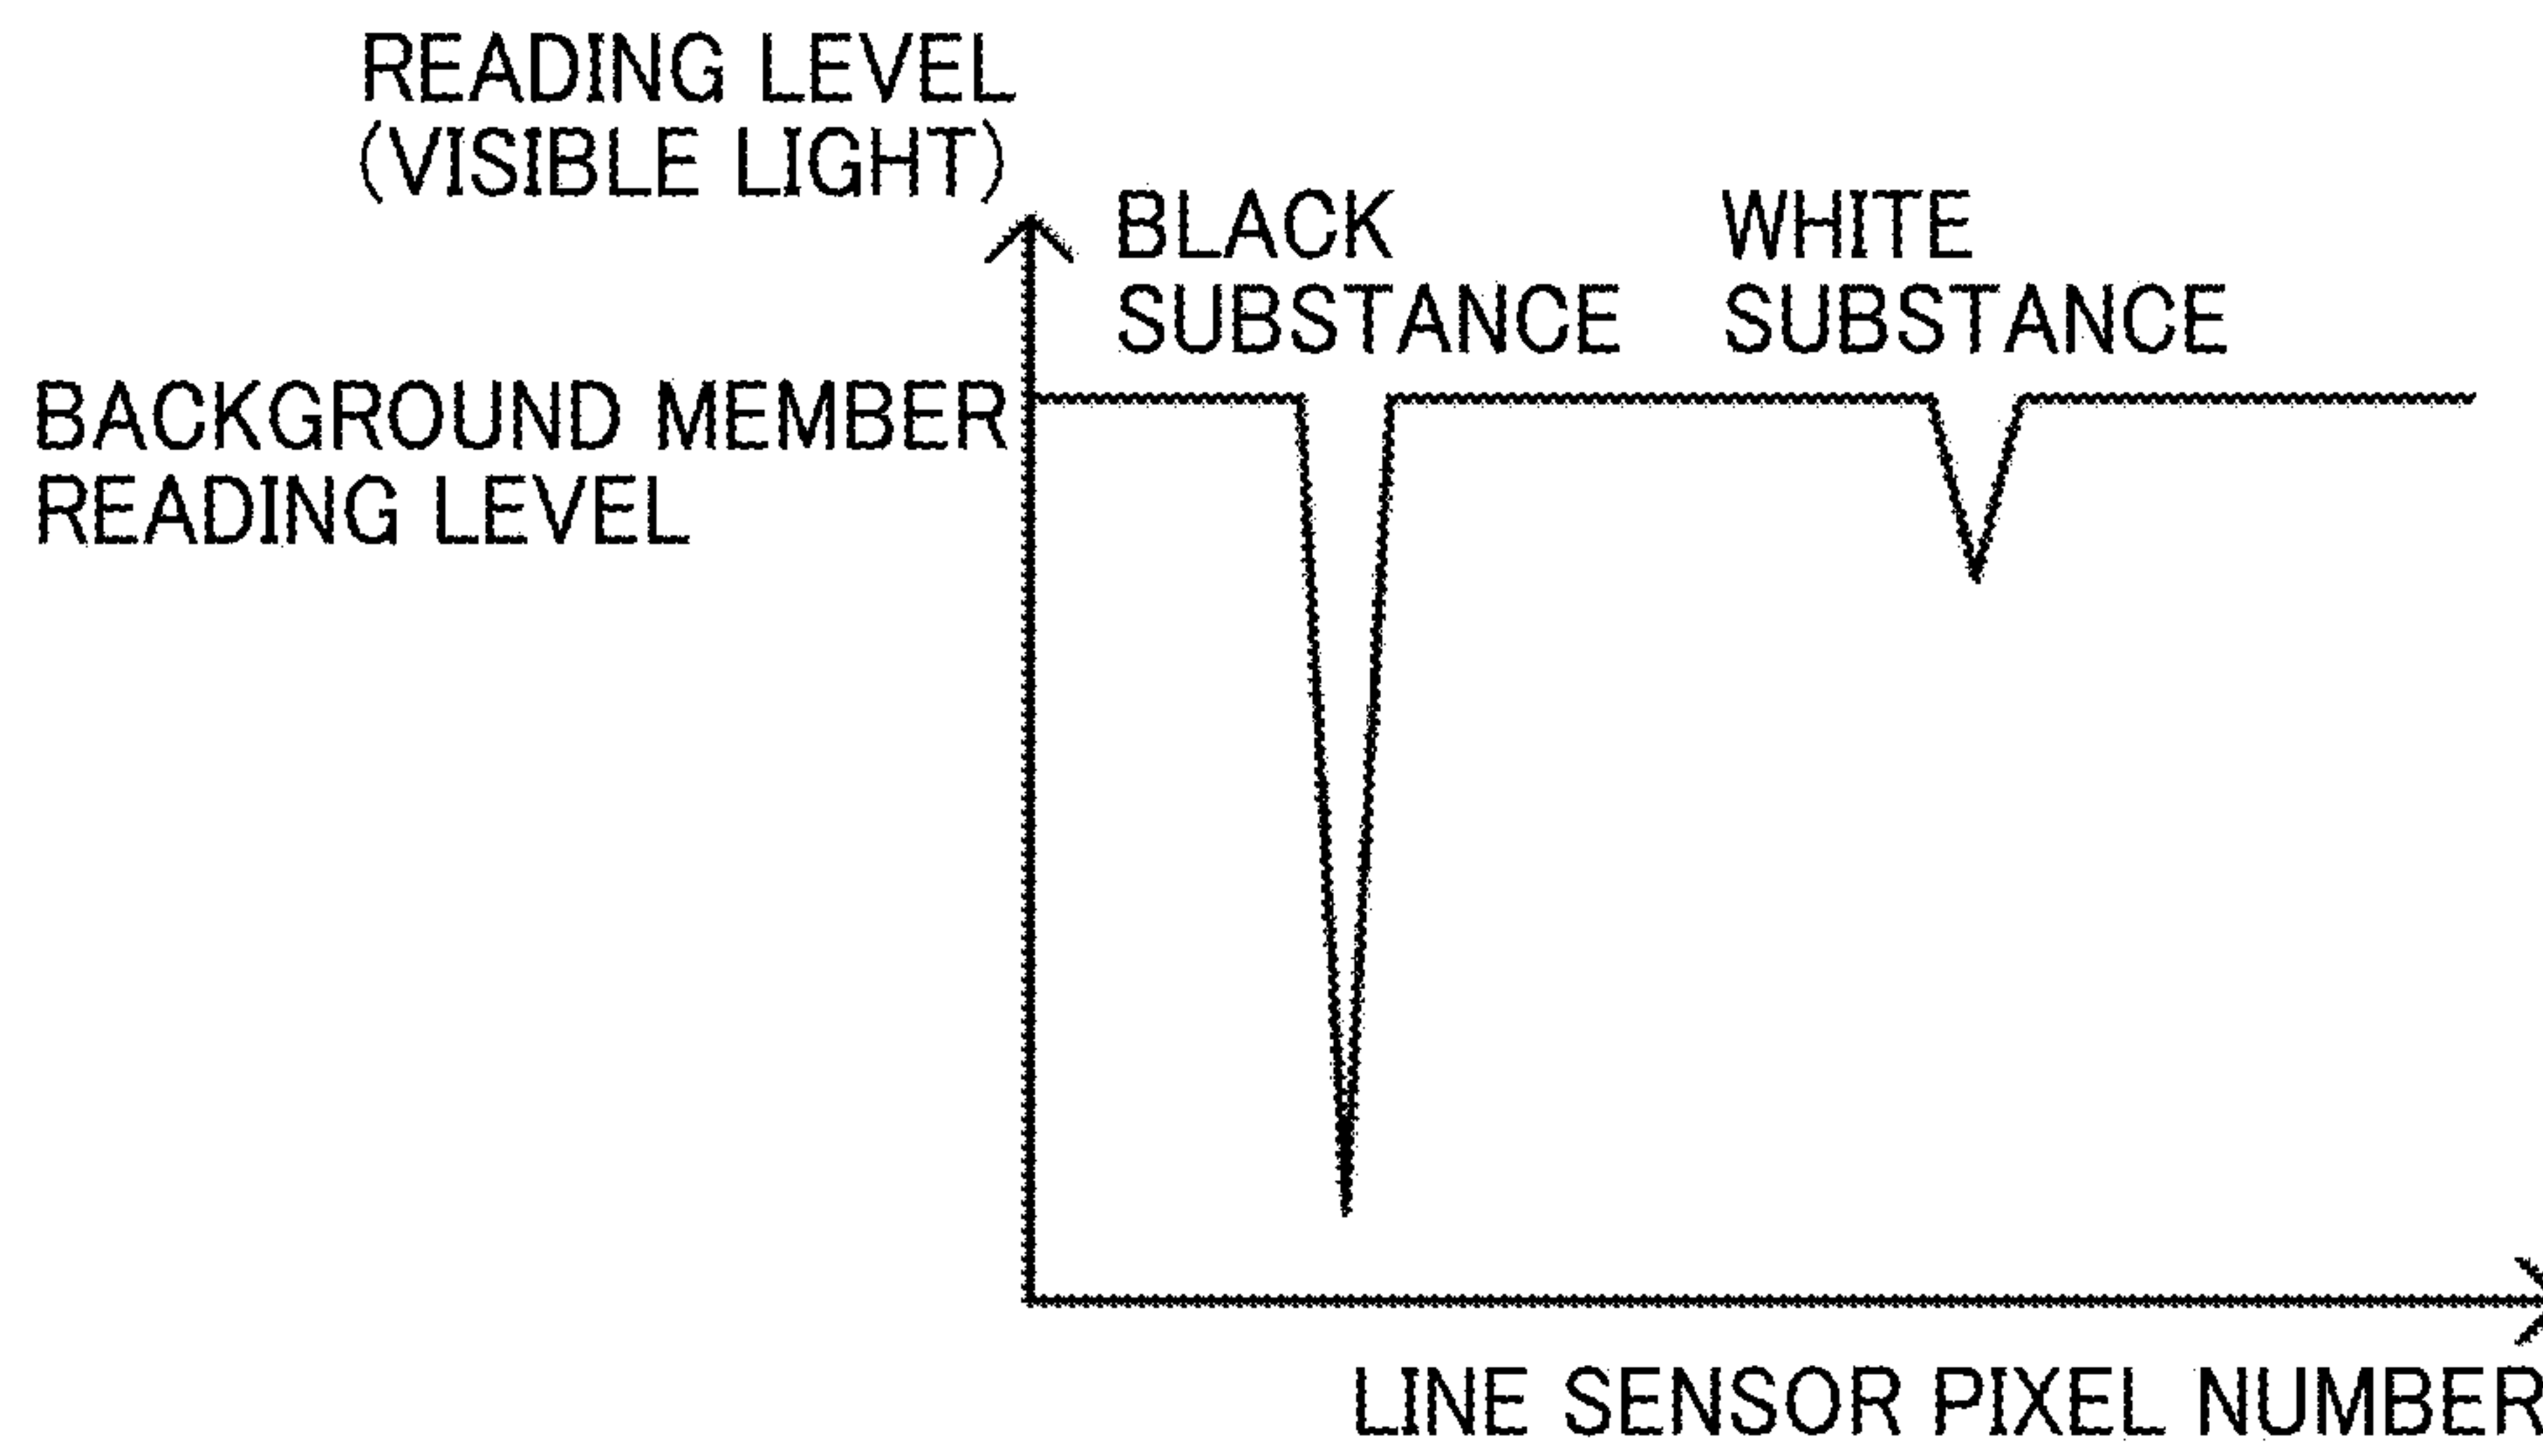 READING LEVEL
(VISIBLE LIGHT)
BLACK
SUBSTANCE
WHITE
SUBSTANCE
BACKGROUND MEMBER
READING LEVEL
LINE SENSOR PIXEL NUMBER